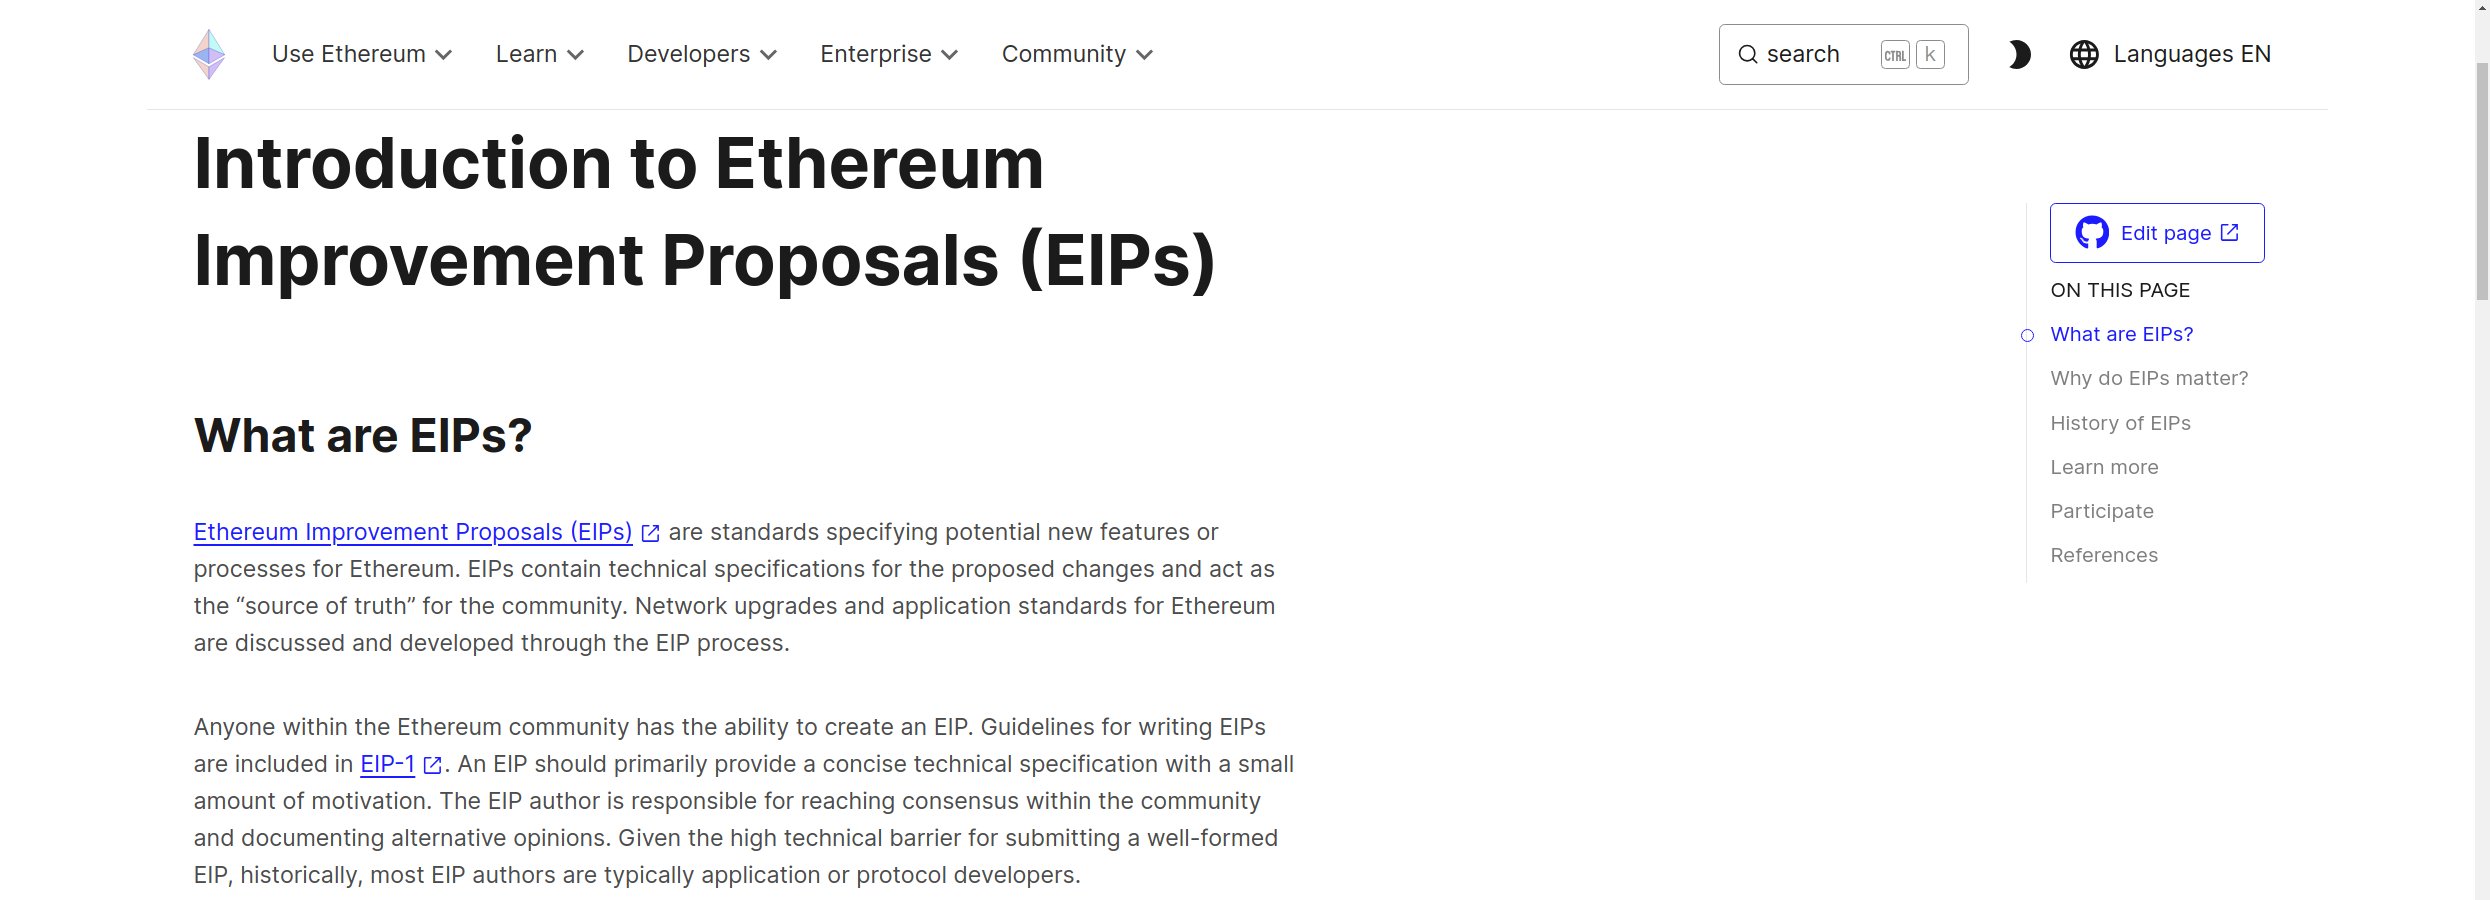 Use Ethereum
Learn
Developers
Enterprise
Community
search
CTRL k
Languages EN
Introduction to Ethereum
Improvement Proposals (EIPs)
Edit page
ON THIS PAGE
What are EIPs?
Why do EIPs matter?
History of EIPs
Learn more
Participate
References
What are EIPs?
Ethereum Improvement Proposals (EIPs) are standards specifying potential new features or
processes for Ethereum. EIPs contain technical specifications for the proposed changes and act as
the “source of truth” for the community. Network upgrades and application standards for Ethereum
are discussed and developed through the EIP process.
Anyone within the Ethereum community has the ability to create an EIP. Guidelines for writing EIPs
are included in EIP-1. An EIP should primarily provide a concise technical specification with a small
amount of motivation. The EIP author is responsible for reaching consensus within the community
and documenting alternative opinions. Given the high technical barrier for submitting a well-formed
EIP, historically, most EIP authors are typically application or protocol developers.